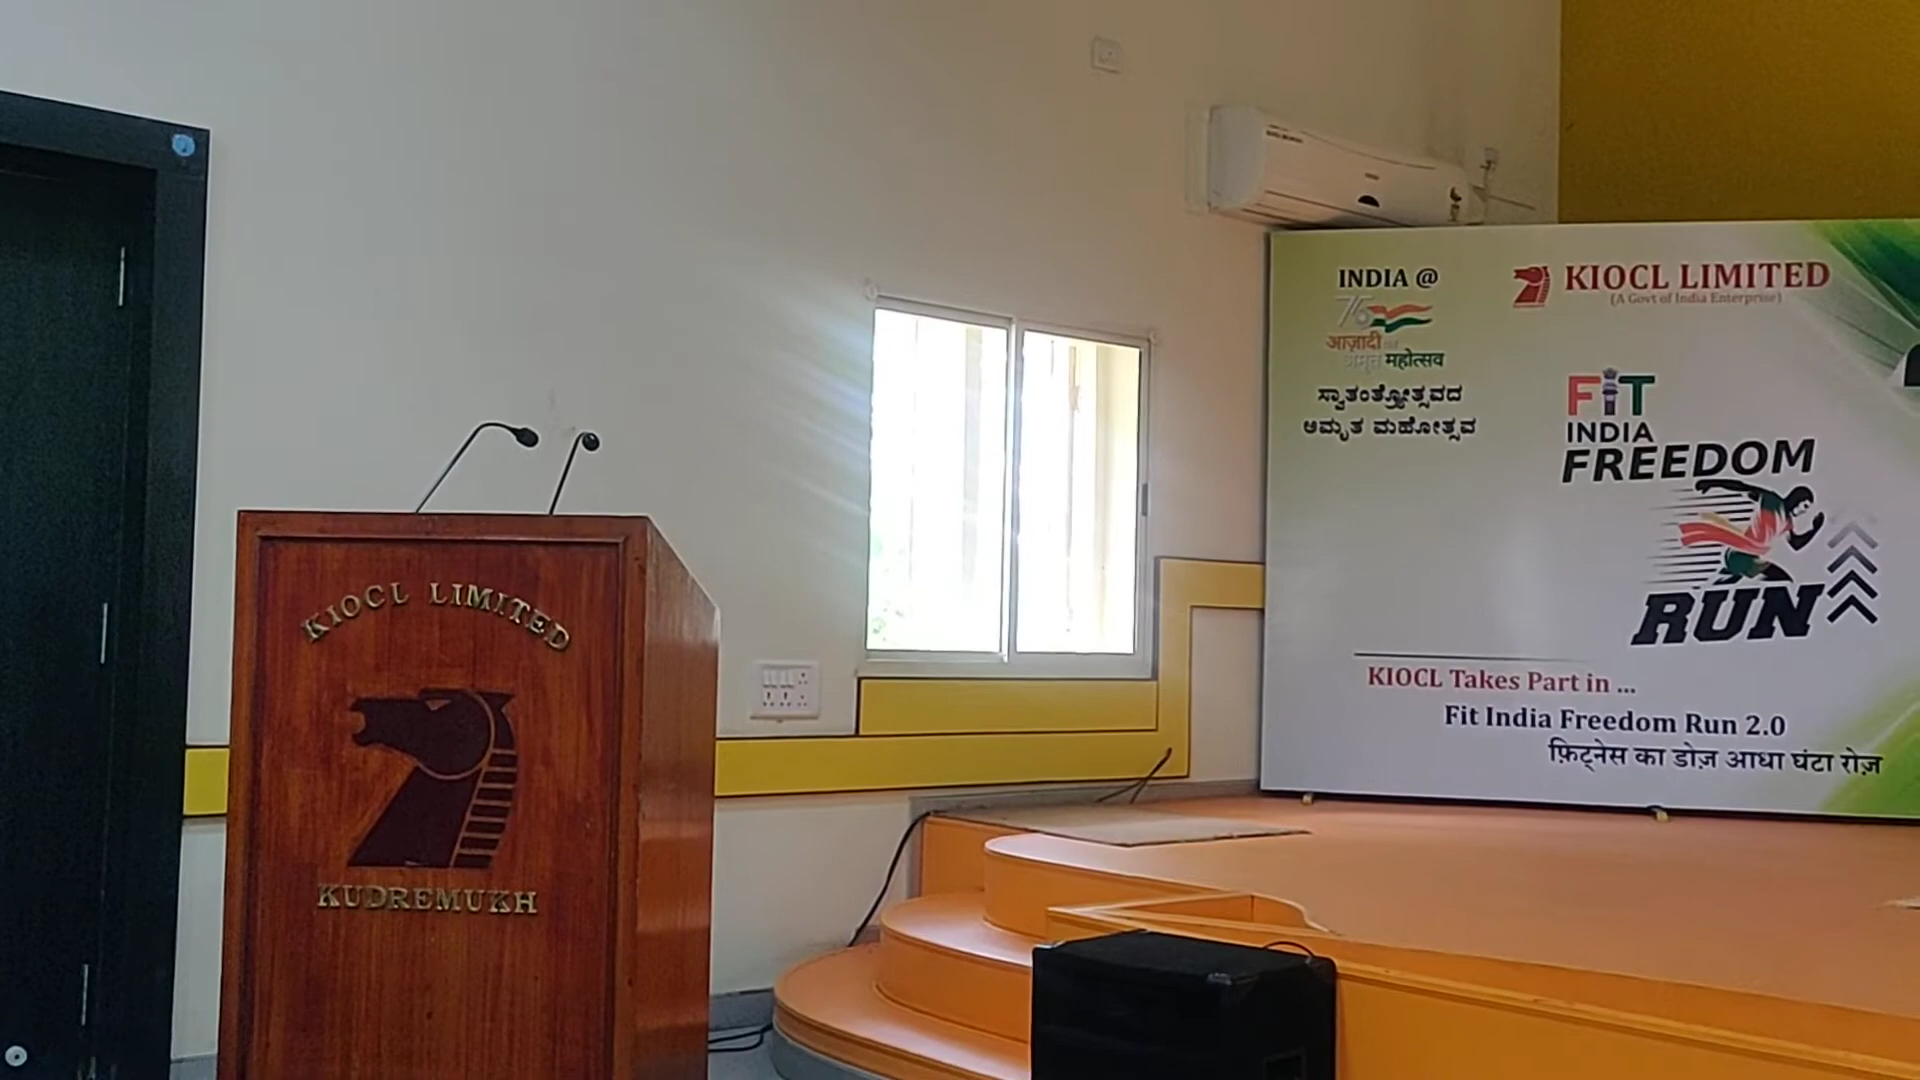 KIOCL LIMITED
KUDREMUKH
INDIA @
75
आज़ादी का
अमृत महोत्सव
ಸ್ವಾತಂತ್ರ್ಯೋತ್ಸವದ
ಅಮೃತ ಮಹೋತ್ಸವ
KIOCL LIMITED
(A Govt of India Enterprise)
FIT
INDIA
FREEDOM
RUN
KIOCL Takes Part in ...
Fit India Freedom Run 2.0
फ़िट्नेस का डोज़ आधा घंटा रोज़